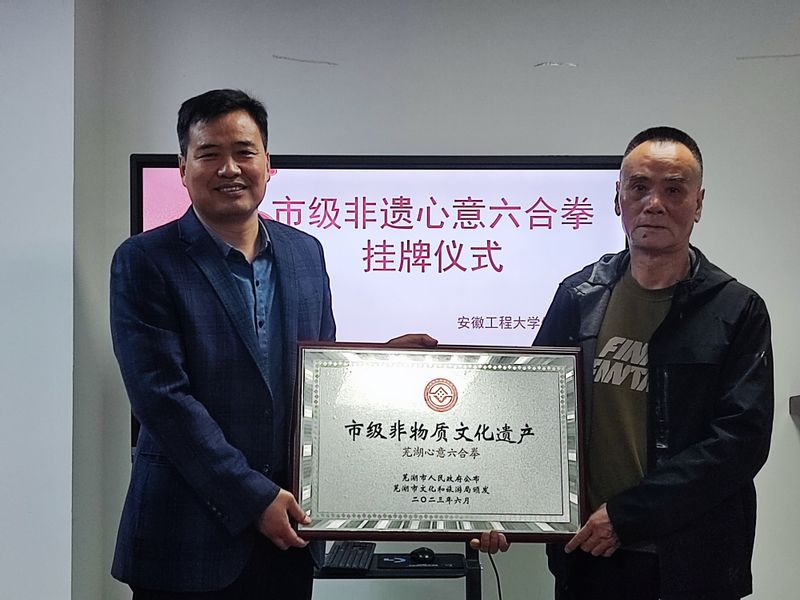 市级非遗心意六合拳
挂牌仪式
安徽工程大学
市级非物质文化遗产
芜湖心意六合拳
芜湖市人民政府公布
芜湖市文化和旅游局颁发
二〇二三年六月